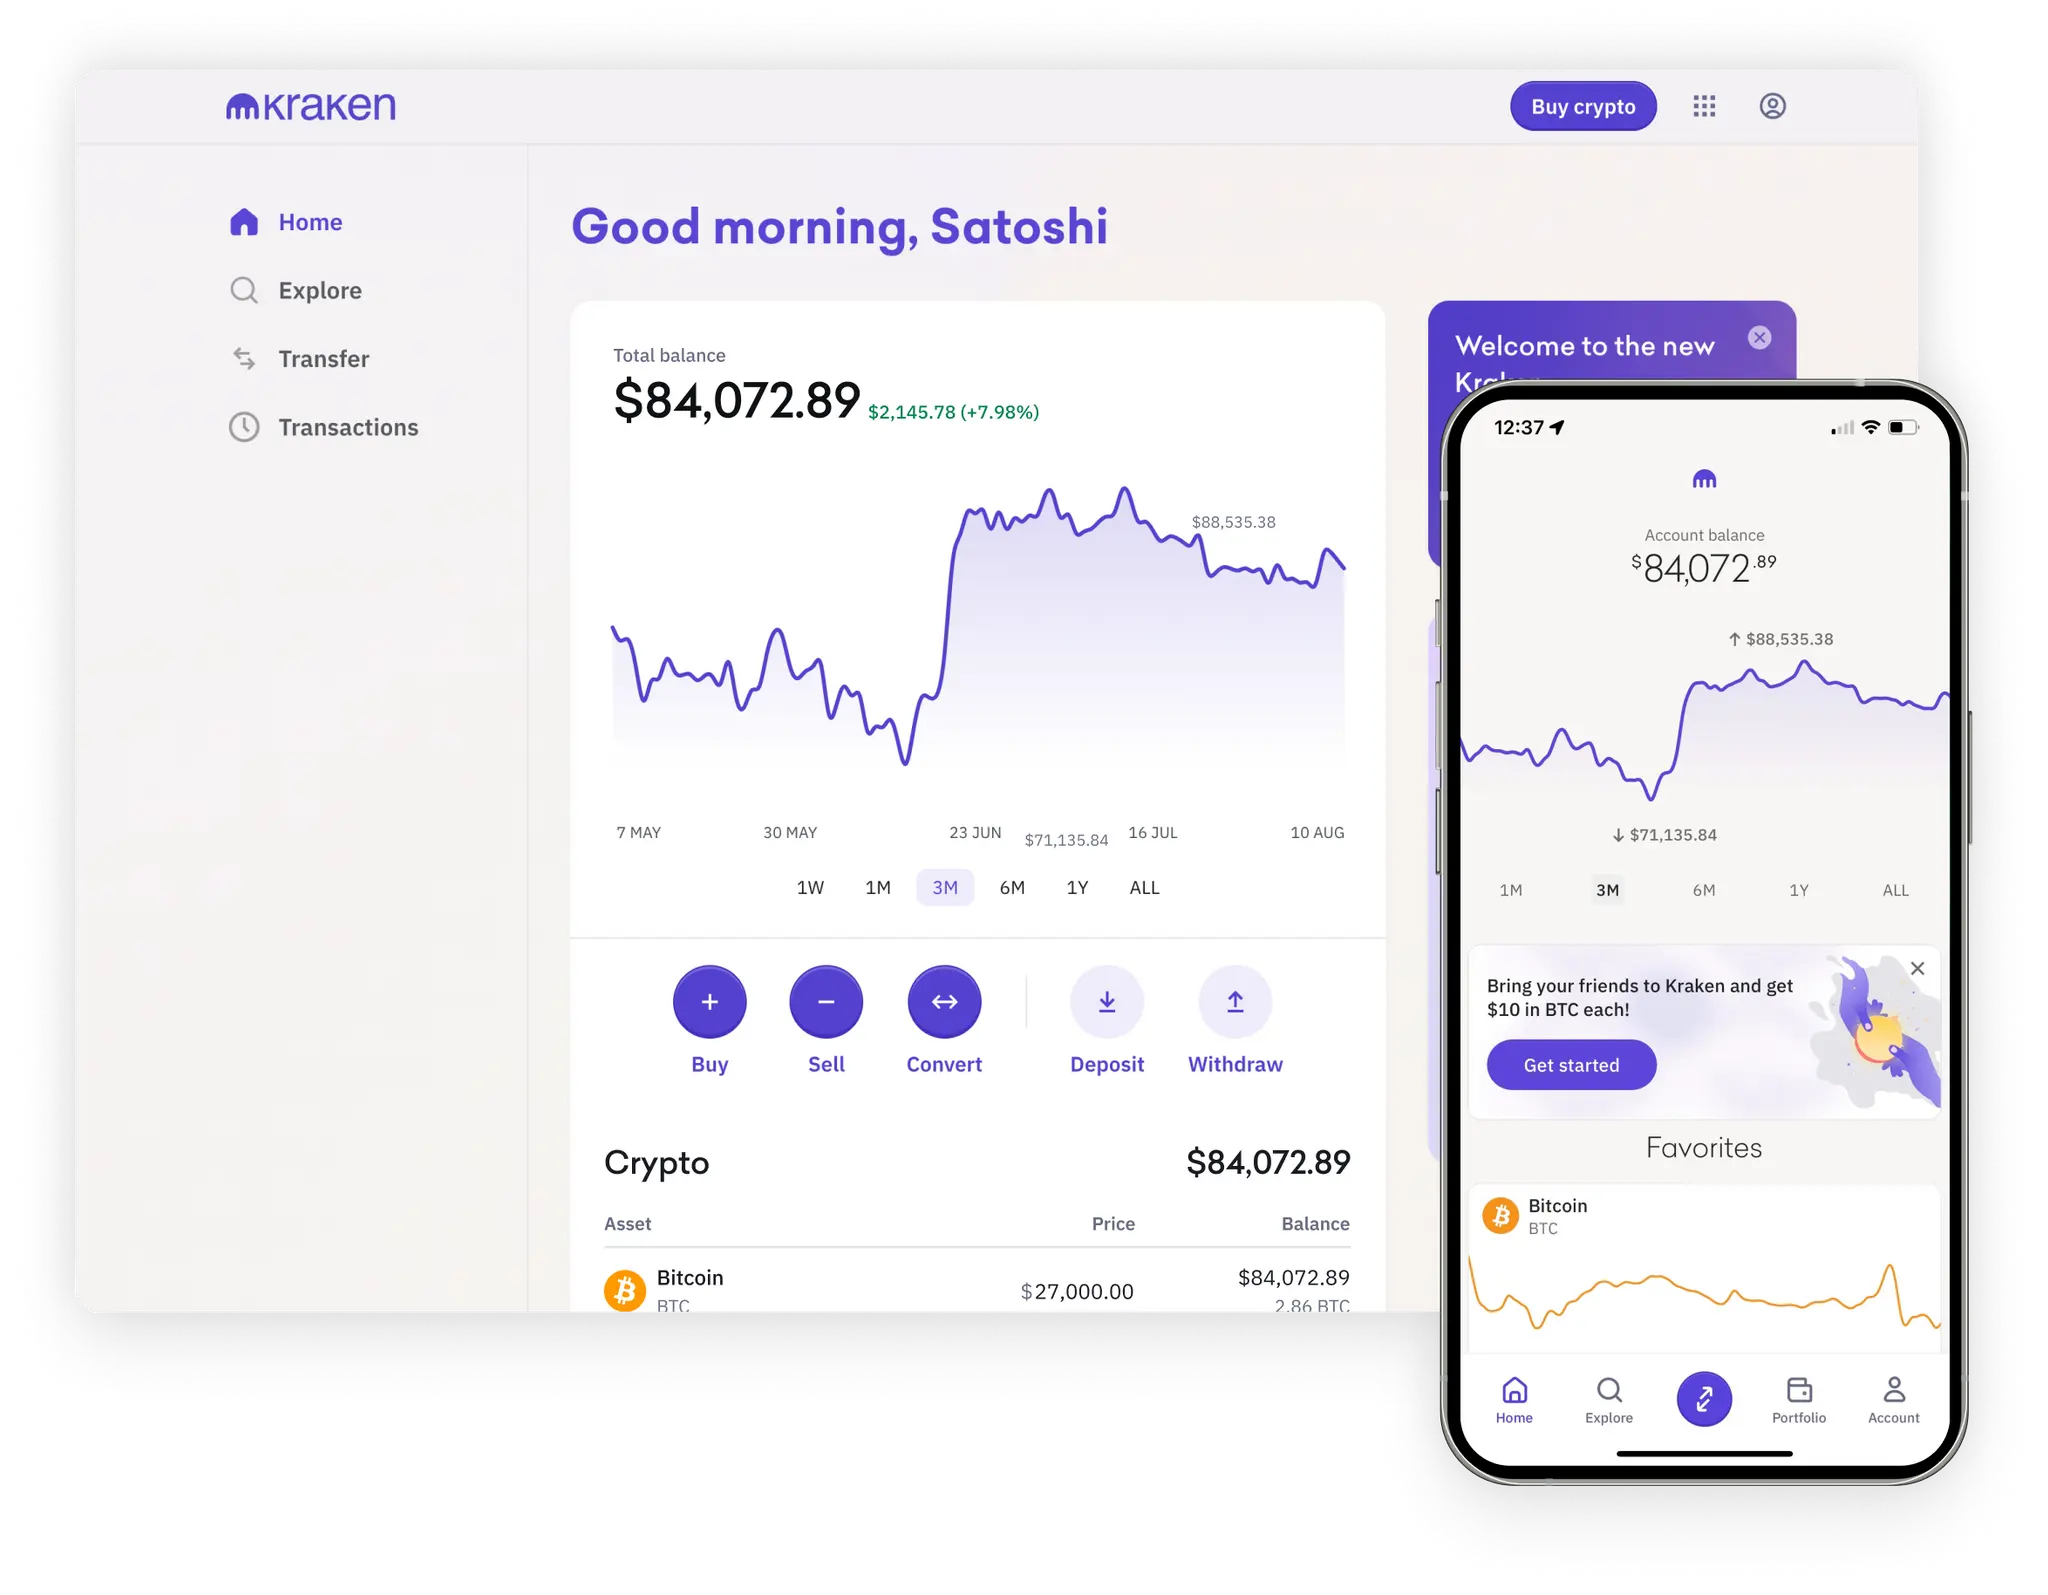 kraken
Buy crypto
Home
Explore
Transfer
Transactions
Good morning, Satoshi
Total balance
$84,072.89 $2,145.78 (+7.98%)
$88,535.38
7 MAY 30 MAY 23 JUN $71,135.84 16 JUL 10 AUG
1W 1M 3M 6M 1Y ALL
Buy Sell Convert Deposit Withdraw
Crypto $84,072.89
Asset Price Balance
Bitcoin
BTC
$27,000.00
$84,072.89
2.86 BTC
Welcome to the new
12:37
Account balance
$84,072.89
↑ $88,535.38
↓ $71,135.84
1M 3M 6M 1Y ALL
Bring your friends to Kraken and get
$10 in BTC each!
Get started
Favorites
Bitcoin
BTC
Home Explore Portfolio Account